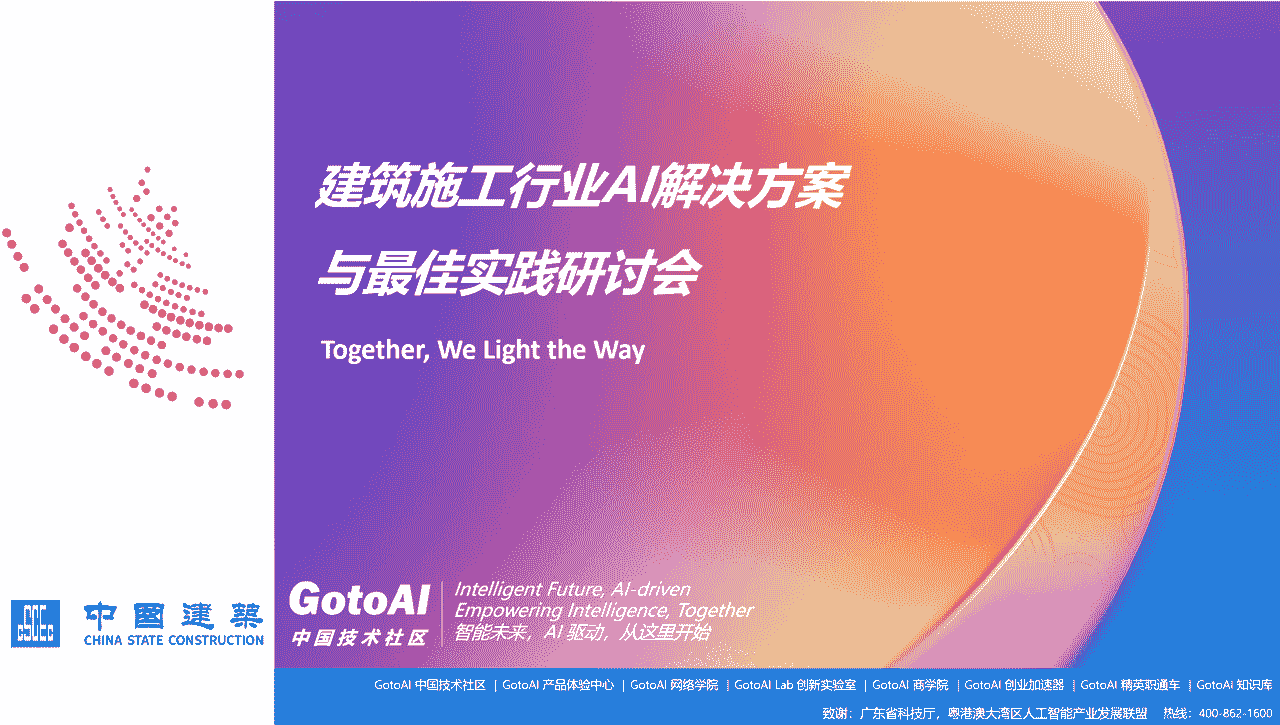 建筑施工行业AI解决方案
与最佳实践研讨会
Together, We Light the Way
CSCEC
中國建築
CHINA STATE CONSTRUCTION
GotoAI
中国技术社区
Intelligent Future, AI-driven
Empowering Intelligence, Together
智能未来，AI 驱动，从这里开始
GotoAI 中国技术社区 | GotoAI 产品体验中心 | GotoAI 网络学院 | GotoAI Lab 创新实验室 | GotoAI 商学院 | GotoAI 创业加速器 | GotoAI 精英职通车 | GotoAi 知识库
致谢：广东省科技厅，粤港澳大湾区人工智能产业发展联盟 热线：400-862-1600